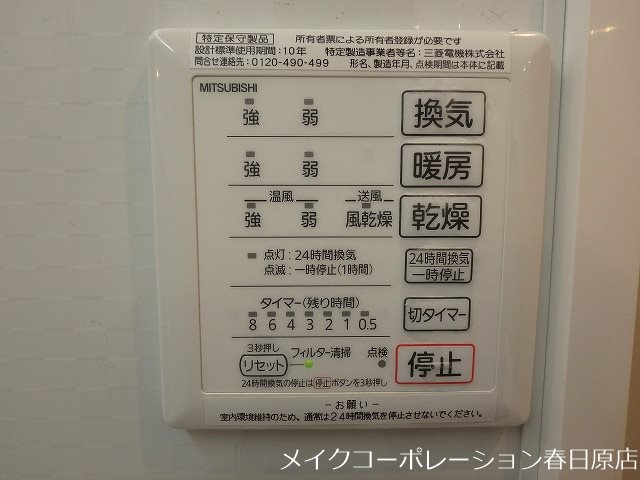 特定保守製品 所有者票による所有者登録が必要です
設計標準使用期間:10年 特定製造事業者等名:三菱電機株式会社
問合せ連絡先:0120-490-499 形名、製造年月、点検期間は本体に記載
MITSUBISHI
強 弱 換気
強 弱 暖房
温風 送風
強 弱 風乾燥 乾燥
点灯:24時間換気
点滅:一時停止(1時間)
24時間換気
一時停止
タイマー(残り時間)
8 6 4 3 2 1 0.5
切タイマー
3秒押し
リセット フィルター清掃 点検 停止
24時間換気の停止は停止ボタンを3秒押し
-お願い-
室内環境維持のため、通常は24時間換気を停止させないでください。
メイクコーポレーション春日原店